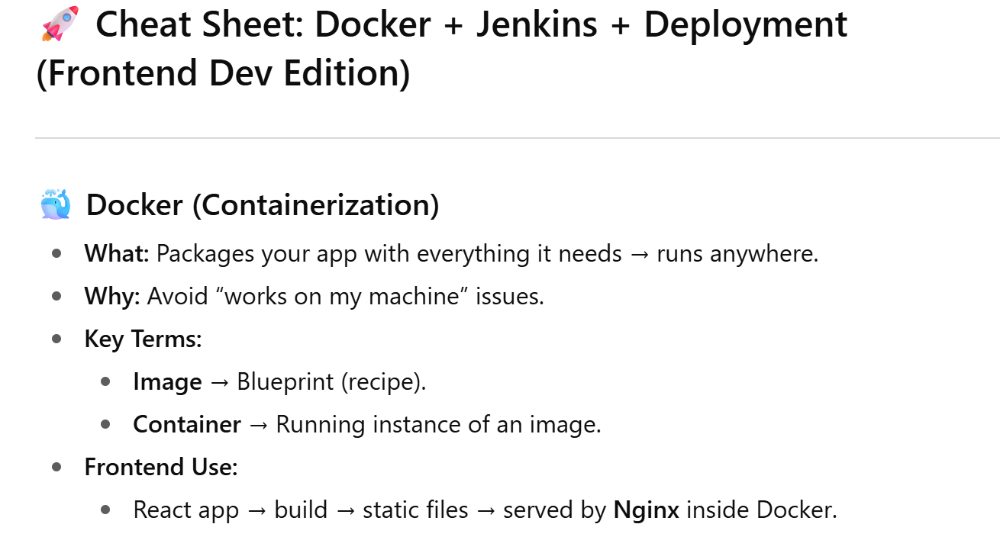 🚀 Cheat Sheet: Docker + Jenkins + Deployment
(Frontend Dev Edition)
🐳 Docker (Containerization)
• What: Packages your app with everything it needs → runs anywhere.
• Why: Avoid “works on my machine” issues.
• Key Terms:
• Image → Blueprint (recipe).
• Container → Running instance of an image.
• Frontend Use:
• React app → build → static files → served by Nginx inside Docker.